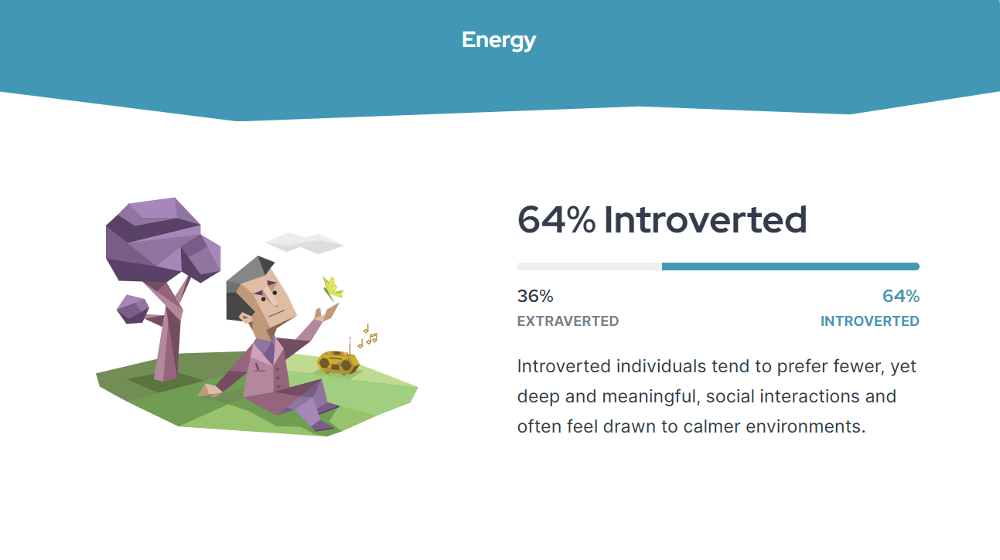 Energy
64% Introverted
36%
64%
EXTRAVERTED
INTROVERTED
Introverted individuals tend to prefer fewer, yet
deep and meaningful, social interactions and
often feel drawn to calmer environments.